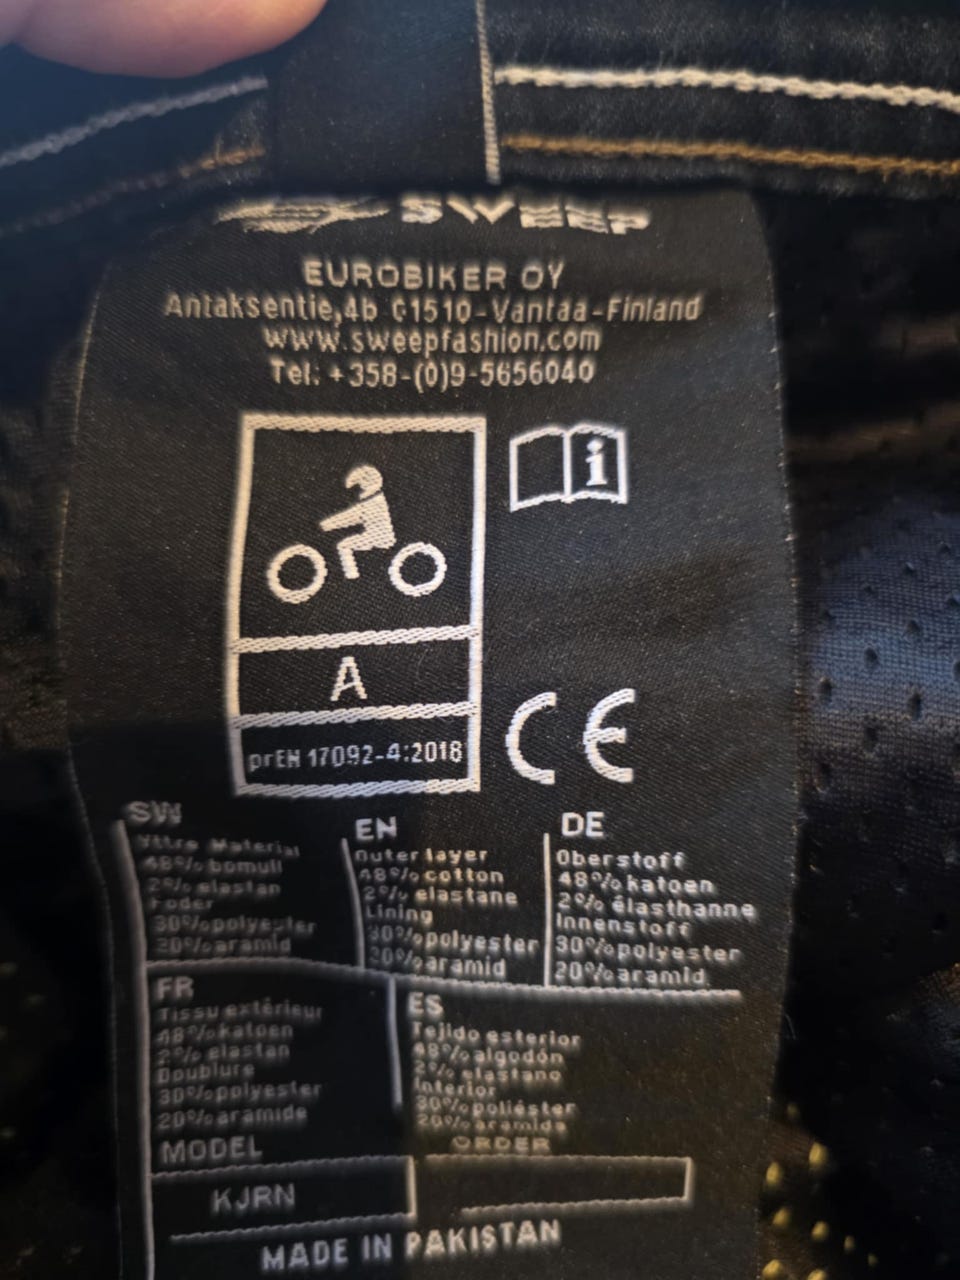 SWEEP
EUROBIKER OY
Antaksentie,4b 01510-Vantaa-Finland
www.sweepfashion.com
Tel: +358-(0)9-5656040
i
A
prEN 17092-4:2018
CE
SW
Yttre Material
48% bomull
2% elastan
Foder
30%polyester
20%aramid
EN
Outer layer
48% cotton
2% elastane
Lining
30%polyester
20%aramid
DE
Oberstoff
48%katoen
2% élasthanne
Innenstoff
30%polyester
20%aramid
FR
Tissu extérieur
48%katoen
2% elastan
Doublure
30%polyester
20%aramide
ES
Tejido esterior
48%algodón
2% elastano
Interior
30%poliéster
20%aramida
MODEL
ORDER
KJRN
MADE IN PAKISTAN